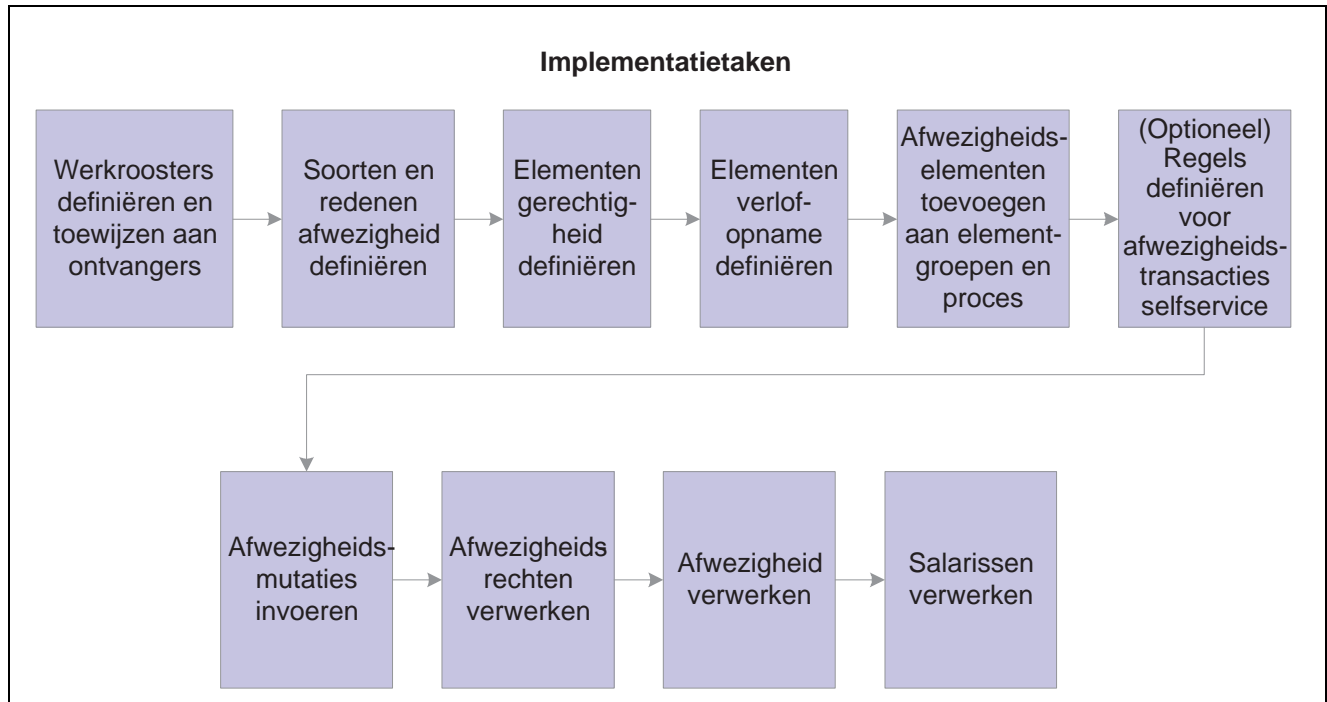 Implementatietaken
Werkroosters
definiëren en
toewijzen aan
ontvangers
Soorten en
redenen
afwezigheid
definiëren
Elementen
gerechtig-
heid
definiëren
Elementen
verlof-
opname
definiëren
Afwezigheids-
elementen
toevoegen
aan element-
groepen en
proces
(Optioneel)
Regels
definiëren
voor
afwezigheids-
transacties
selfservice
Afwezigheids-
mutaties
invoeren
Afwezigheids
rechten
verwerken
Afwezigheid
verwerken
Salarissen
verwerken